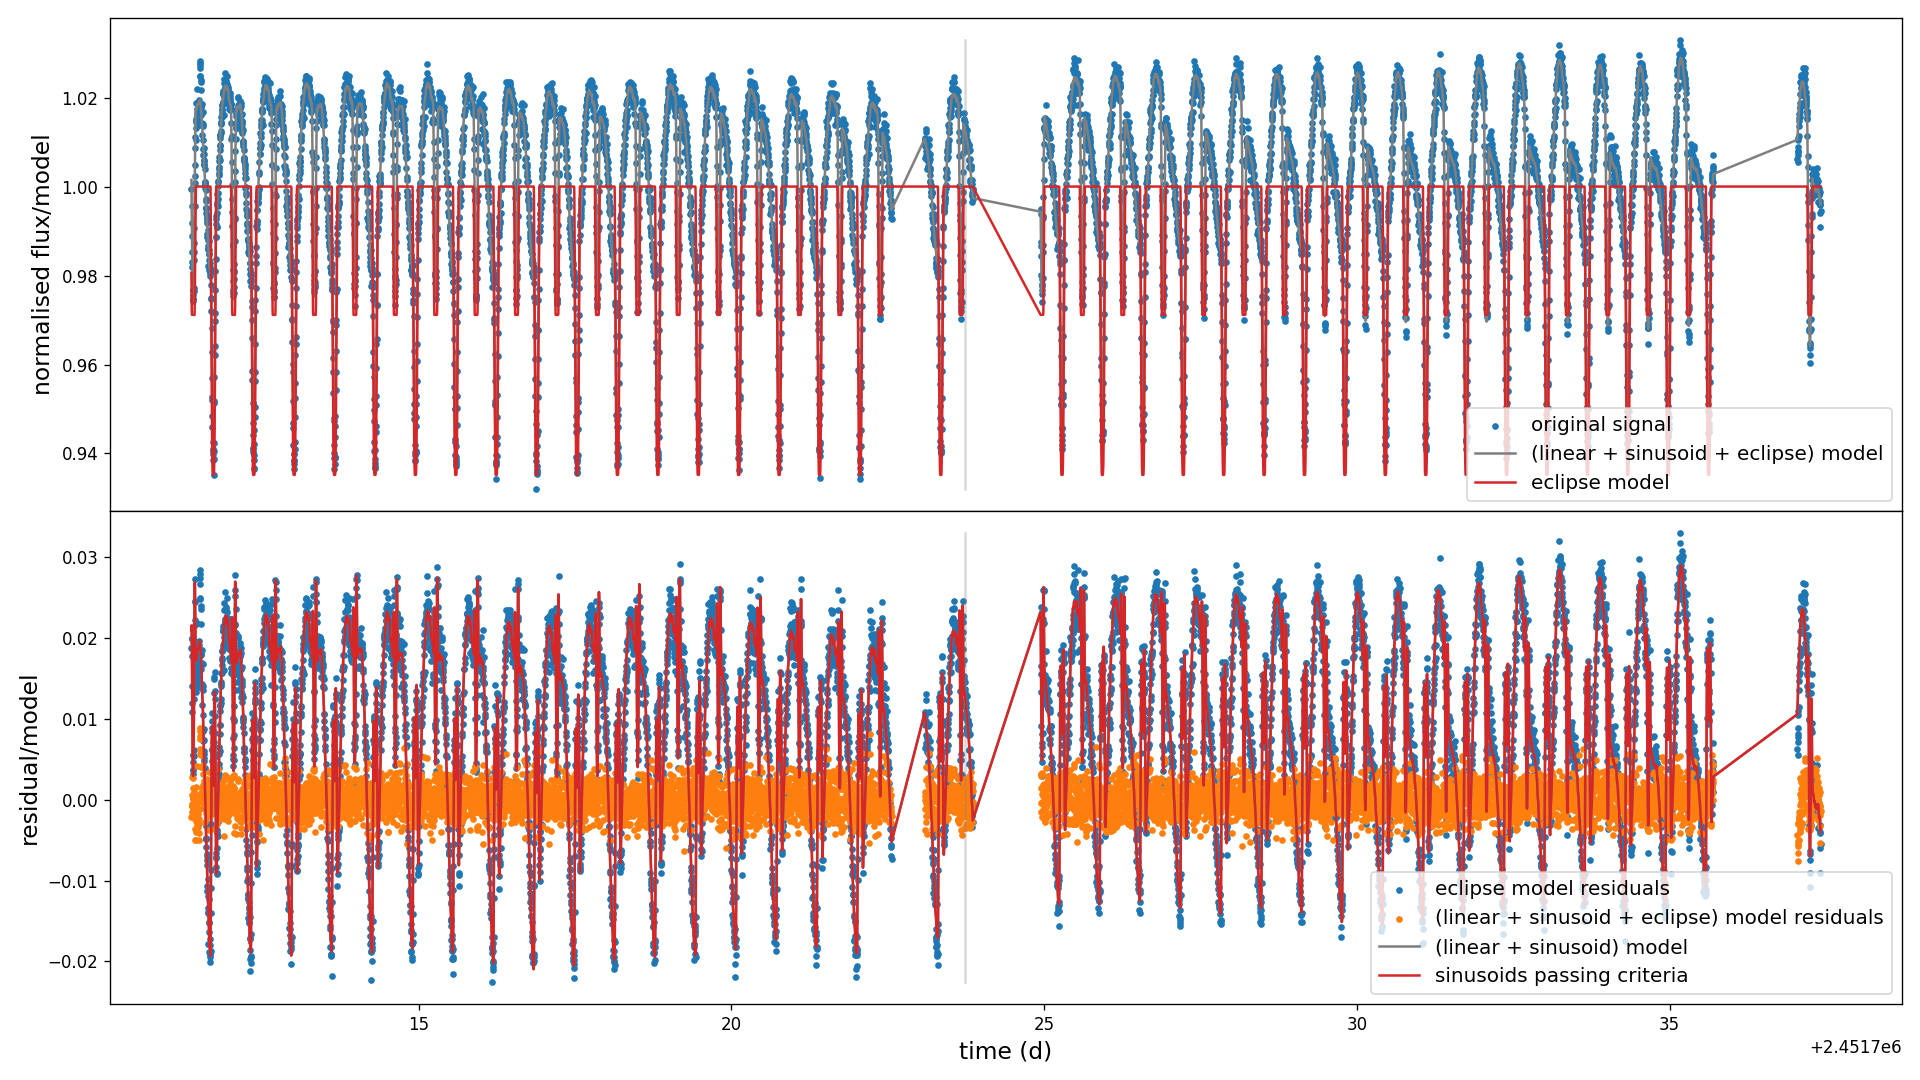 normalised flux/model
1.02
1.00
0.98
0.96
0.94
original signal
(linear + sinusoid + eclipse) model
eclipse model
residual/model
0.03
0.02
0.01
0.00
−0.01
−0.02
eclipse model residuals
(linear + sinusoid + eclipse) model residuals
(linear + sinusoid) model
sinusoids passing criteria
15 20 25 30 35
time (d)
+2.4517e6